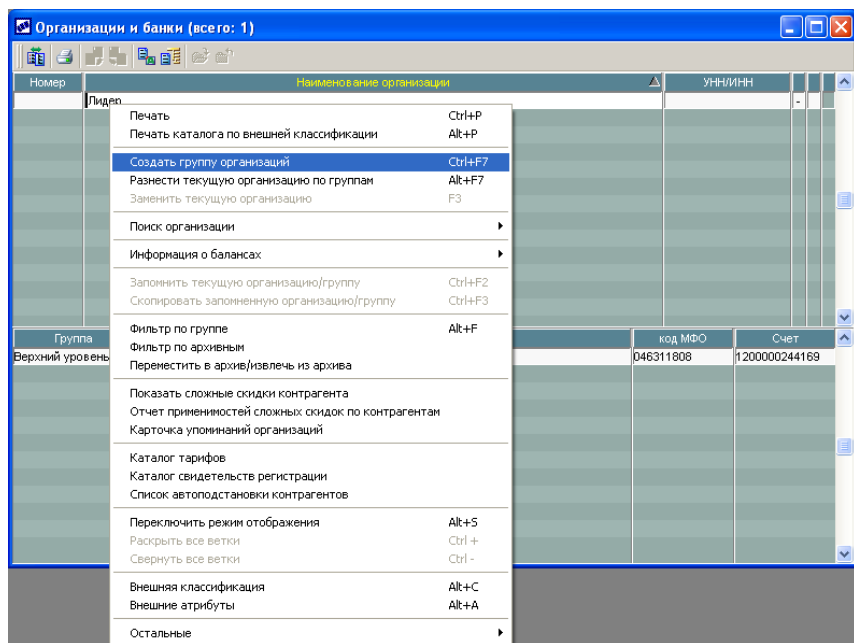 Организации и банки (всего: 1)
Номер Наименование организации УНН/ИНН
Лидер -
Печать Ctrl+P
Печать каталога по внешней классификации Alt+P
Создать группу организаций Ctrl+F7
Разнести текущую организацию по группам Alt+F7
Заменить текущую организацию F3
Поиск организации
Информация о балансах
Запомнить текущую организацию/группу Ctrl+F2
Скопировать запомненную организацию/группу Ctrl+F3
Фильтр по группе Alt+F
Группа код МФО Счет
Фильтр по архивным
Верхний уровень 046311808 1200000244169
Переместить в архив/извлечь из архива
Показать сложные скидки контрагента
Отчет применимостей сложных скидок по контрагентам
Карточка упоминаний организаций
Каталог тарифов
Каталог свидетельств регистрации
Список автоподстановки контрагентов
Переключить режим отображения Alt+S
Раскрыть все ветки Ctrl +
Свернуть все ветки Ctrl -
Внешняя классификация Alt+C
Внешние атрибуты Alt+A
Остальные